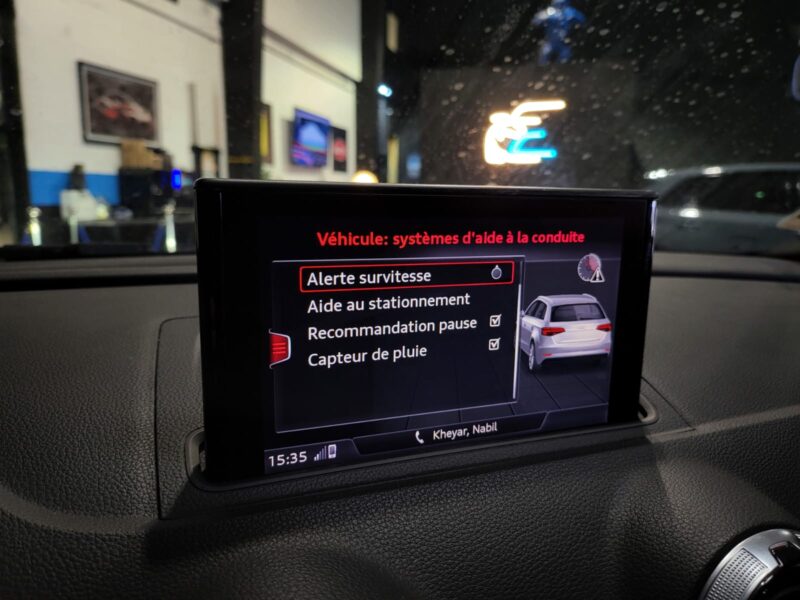 Véhicule: systèmes d'aide à la conduite
Alerte survitesse
Aide au stationnement
Recommandation pause
Capteur de pluie
Kheyar, Nabil
15:35